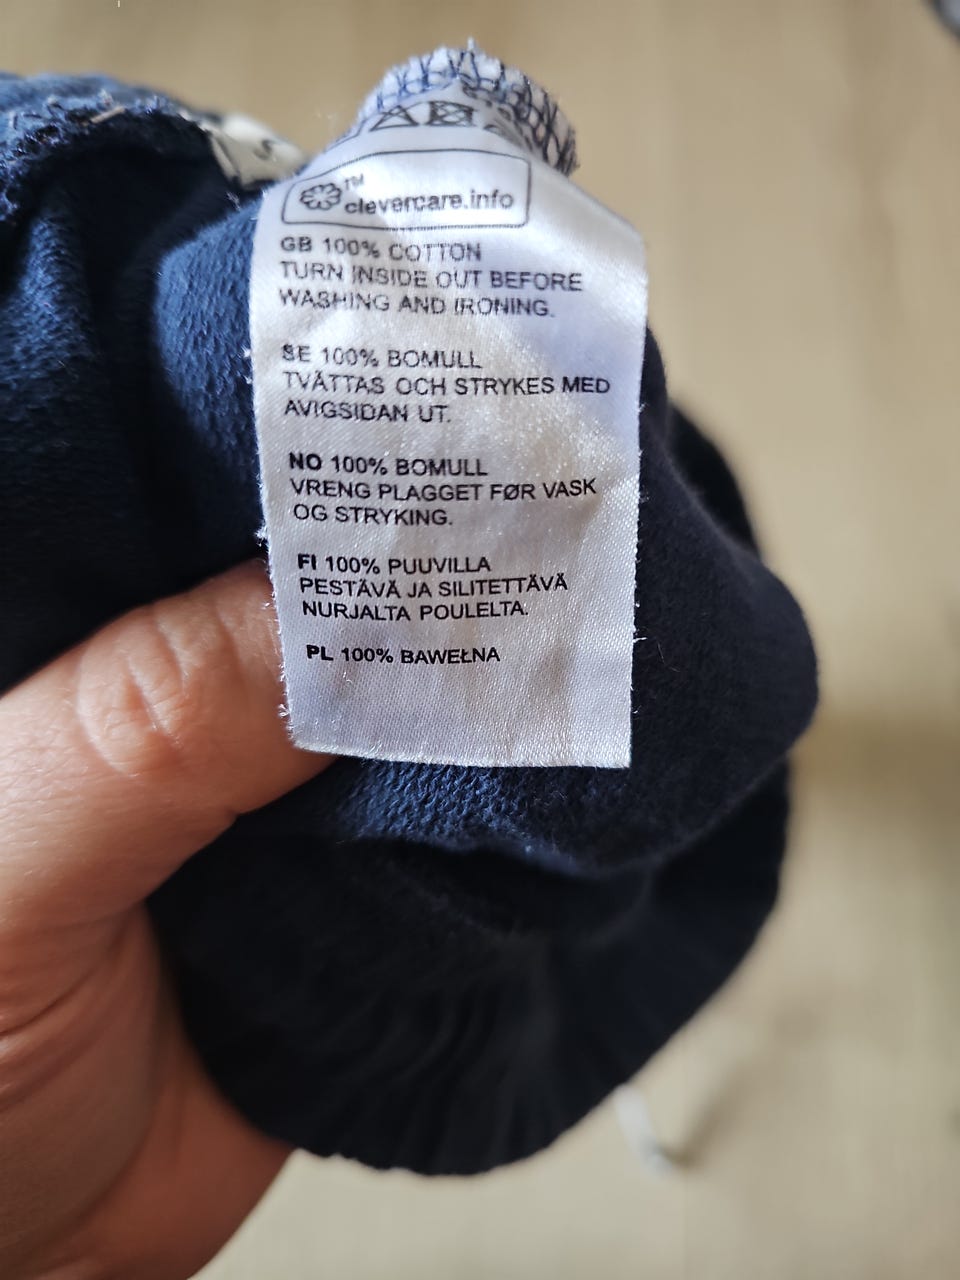 TM
clevercare.info
GB 100% COTTON
TURN INSIDE OUT BEFORE
WASHING AND IRONING.
SE 100% BOMULL
TVÄTTAS OCH STRYKES MED
AVIGSIDAN UT.
NO 100% BOMULL
VRENG PLAGGET FØR VASK
OG STRYKING.
FI 100% PUUVILLA
PESTÄVÄ JA SILITETTÄVÄ
NURJALTA POULELTA.
PL 100% BAWEŁNA